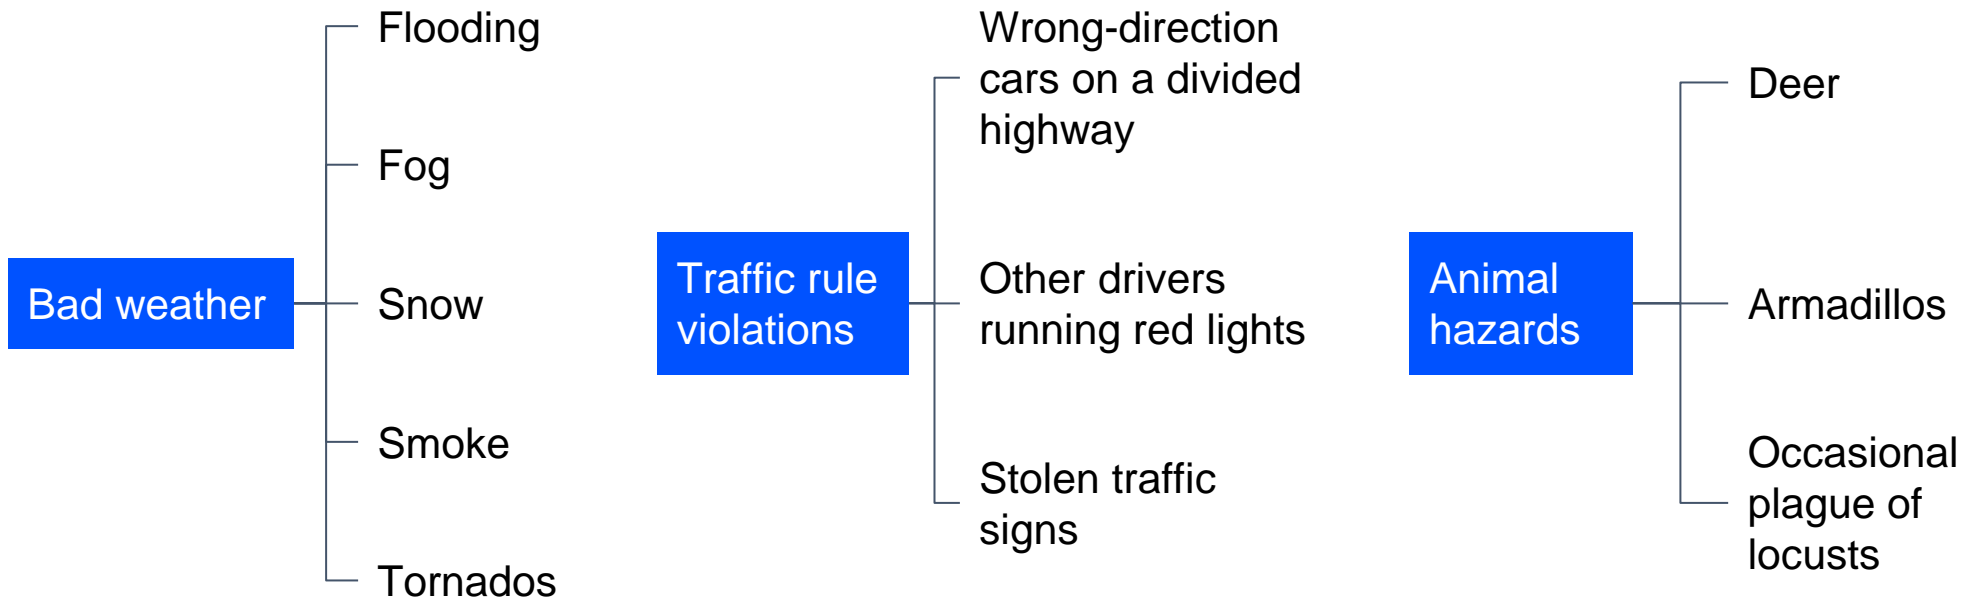 Bad weather
Flooding
Fog
Snow
Smoke
Tornados
Traffic rule
violations
Wrong-direction
cars on a divided
highway
Other drivers
running red lights
Stolen traffic
signs
Animal
hazards
Deer
Armadillos
Occasional
plague of
locusts